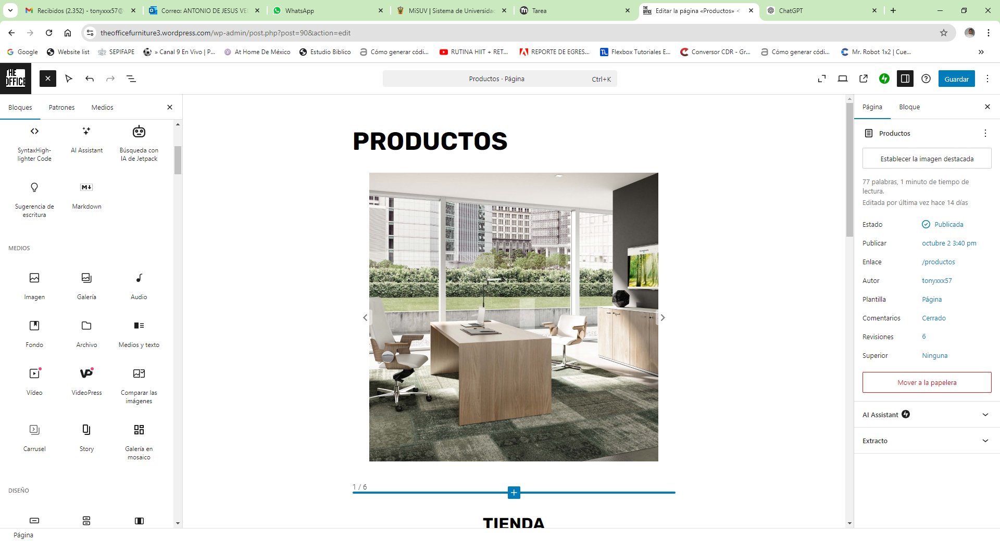 Recibidos (2.352) - tonyxxx57@
Correo: ANTONIO DE JESUS VE
WhatsApp
MiSUV | Sistema de Universidad
Tarea
THE OFFICE
Editar la página «Productos» <
ChatGPT
theofficefurniture3.wordpress.com/wp-admin/post.php?post=90&action=edit
Google
Website list
SEPIFAPE
» Canal 9 En Vivo | P...
At Home De México
Estudio Biblico
Cómo generar códi...
RUTINA HIIT + RET...
REPORTE DE EGRES...
TL
Flexbox Tutoriales E...
Conversor CDR - Gr...
Cómo generar códi...
Mr. Robot 1x2 | Cue...
THE
OFFICE
Productos · Página
Ctrl+K
Guardar
Bloques
Patrones
Medios
SyntaxHigh-
lighter Code
AI Assistant
Búsqueda con
IA de Jetpack
Sugerencia de
escritura
Markdown
MEDIOS
Imagen
Galería
Audio
Fondo
Archivo
Medios y texto
Vídeo
VideoPress
Comparar las
imágenes
Carrusel
Story
Galería en
mosaico
DISEÑO
Página
PRODUCTOS
1 / 6
TIENDA
Página
Bloque
Productos
Establecer la imagen destacada
77 palabras, 1 minuto de tiempo de
lectura.
Editada por última vez hace 14 días
Estado
Publicada
Publicar
octubre 2 3:40 pm
Enlace
/productos
Autor
tonyxxx57
Plantilla
Página
Comentarios
Cerrado
Revisiones
6
Superior
Ninguna
Mover a la papelera
AI Assistant
Extracto